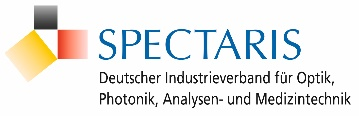 SPECTARIS
Deutscher Industrieverband für Optik,
Photonik, Analysen- und Medizintechnik